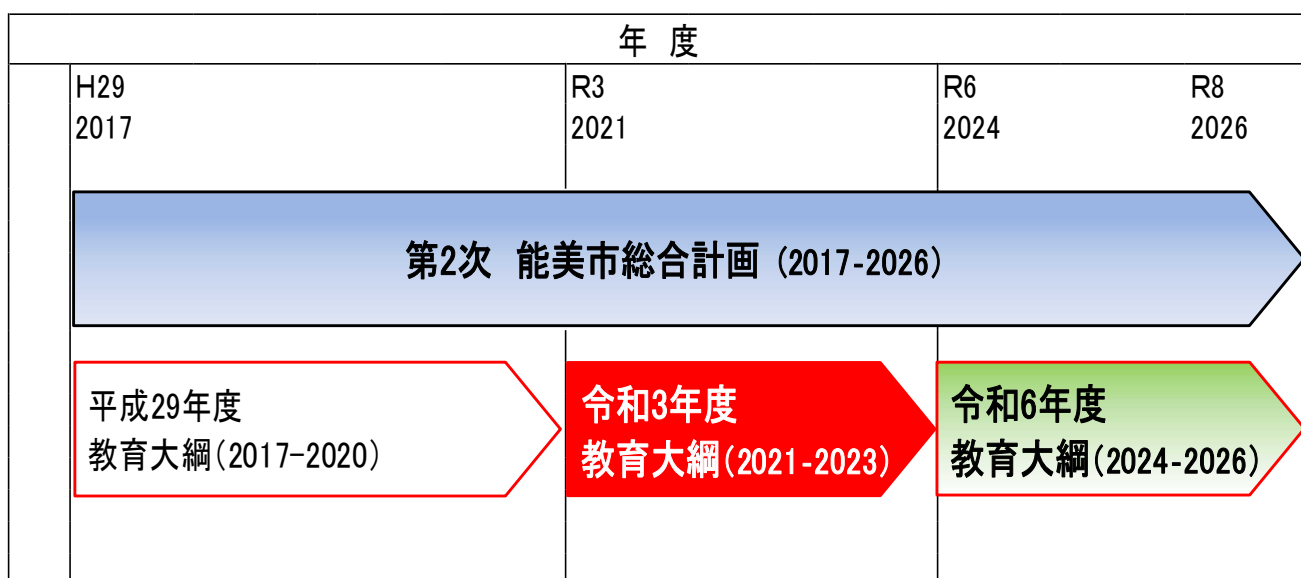 年 度
H29
2017
R3
2021
R6
2024
R8
2026
第2次 能美市総合計画 (2017-2026)
平成29年度
教育大綱(2017-2020)
令和3年度
教育大綱(2021-2023)
令和6年度
教育大綱(2024-2026)